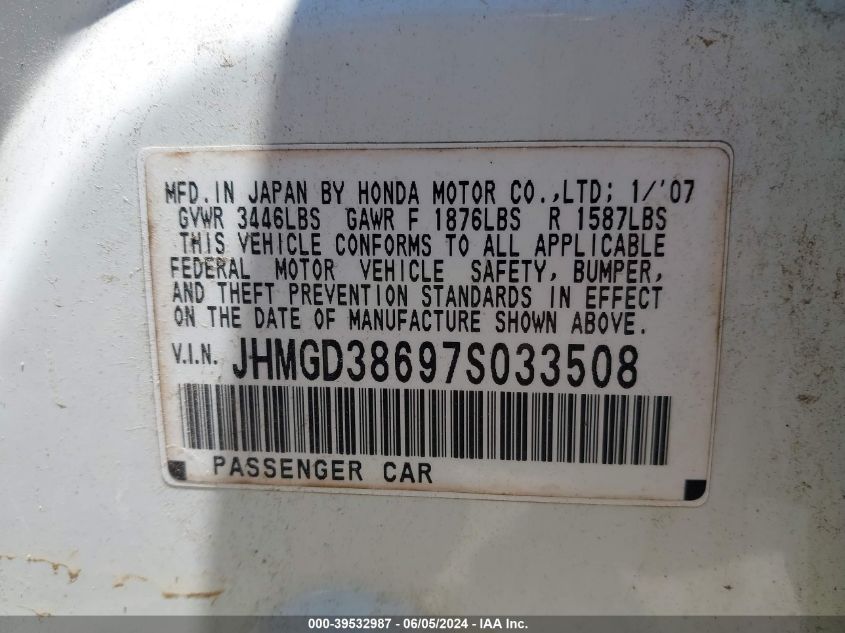 MFD. IN JAPAN BY HONDA MOTOR CO.,LTD; 1/'07
GVWR 3446LBS GAWR F 1876LBS R 1587LBS
THIS VEHICLE CONFORMS TO ALL APPLICABLE
FEDERAL MOTOR VEHICLE SAFETY, BUMPER,
AND THEFT PREVENTION STANDARDS IN EFFECT
ON THE DATE OF MANUFACTURE SHOWN ABOVE.
V.I.N. JHMGD38697S033508
PASSENGER CAR
000-39532987 - 06/05/2024 - IAA Inc.